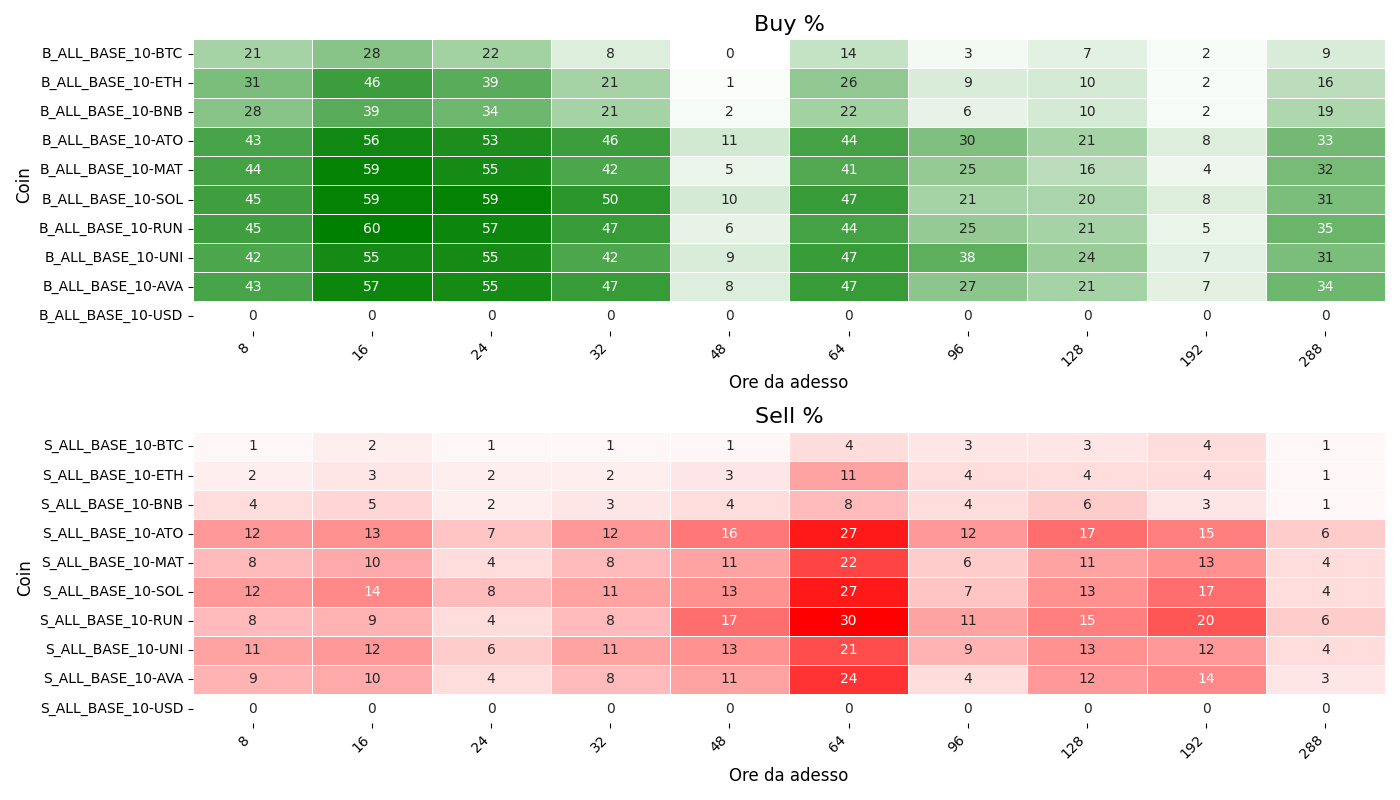 Buy %
Coin
B_ALL_BASE_10-BTC 21 28 22 8 0 14 3 7 2 9
B_ALL_BASE_10-ETH 31 46 39 21 1 26 9 10 2 16
B_ALL_BASE_10-BNB 28 39 34 21 2 22 6 10 2 19
B_ALL_BASE_10-ATO 43 56 53 46 11 44 30 21 8 33
B_ALL_BASE_10-MAT 44 59 55 42 5 41 25 16 4 32
B_ALL_BASE_10-SOL 45 59 59 50 10 47 21 20 8 31
B_ALL_BASE_10-RUN 45 60 57 47 6 44 25 21 5 35
B_ALL_BASE_10-UNI 42 55 55 42 9 47 38 24 7 31
B_ALL_BASE_10-AVA 43 57 55 47 8 47 27 21 7 34
B_ALL_BASE_10-USD 0 0 0 0 0 0 0 0 0 0
8 16 24 32 48 64 96 128 192 288
Ore da adesso
Sell %
Coin
S_ALL_BASE_10-BTC 1 2 1 1 1 4 3 3 4 1
S_ALL_BASE_10-ETH 2 3 2 2 3 11 4 4 4 1
S_ALL_BASE_10-BNB 4 5 2 3 4 8 4 6 3 1
S_ALL_BASE_10-ATO 12 13 7 12 16 27 12 17 15 6
S_ALL_BASE_10-MAT 8 10 4 8 11 22 6 11 13 4
S_ALL_BASE_10-SOL 12 14 8 11 13 27 7 13 17 4
S_ALL_BASE_10-RUN 8 9 4 8 17 30 11 15 20 6
S_ALL_BASE_10-UNI 11 12 6 11 13 21 9 13 12 4
S_ALL_BASE_10-AVA 9 10 4 8 11 24 4 12 14 3
S_ALL_BASE_10-USD 0 0 0 0 0 0 0 0 0 0
8 16 24 32 48 64 96 128 192 288
Ore da adesso